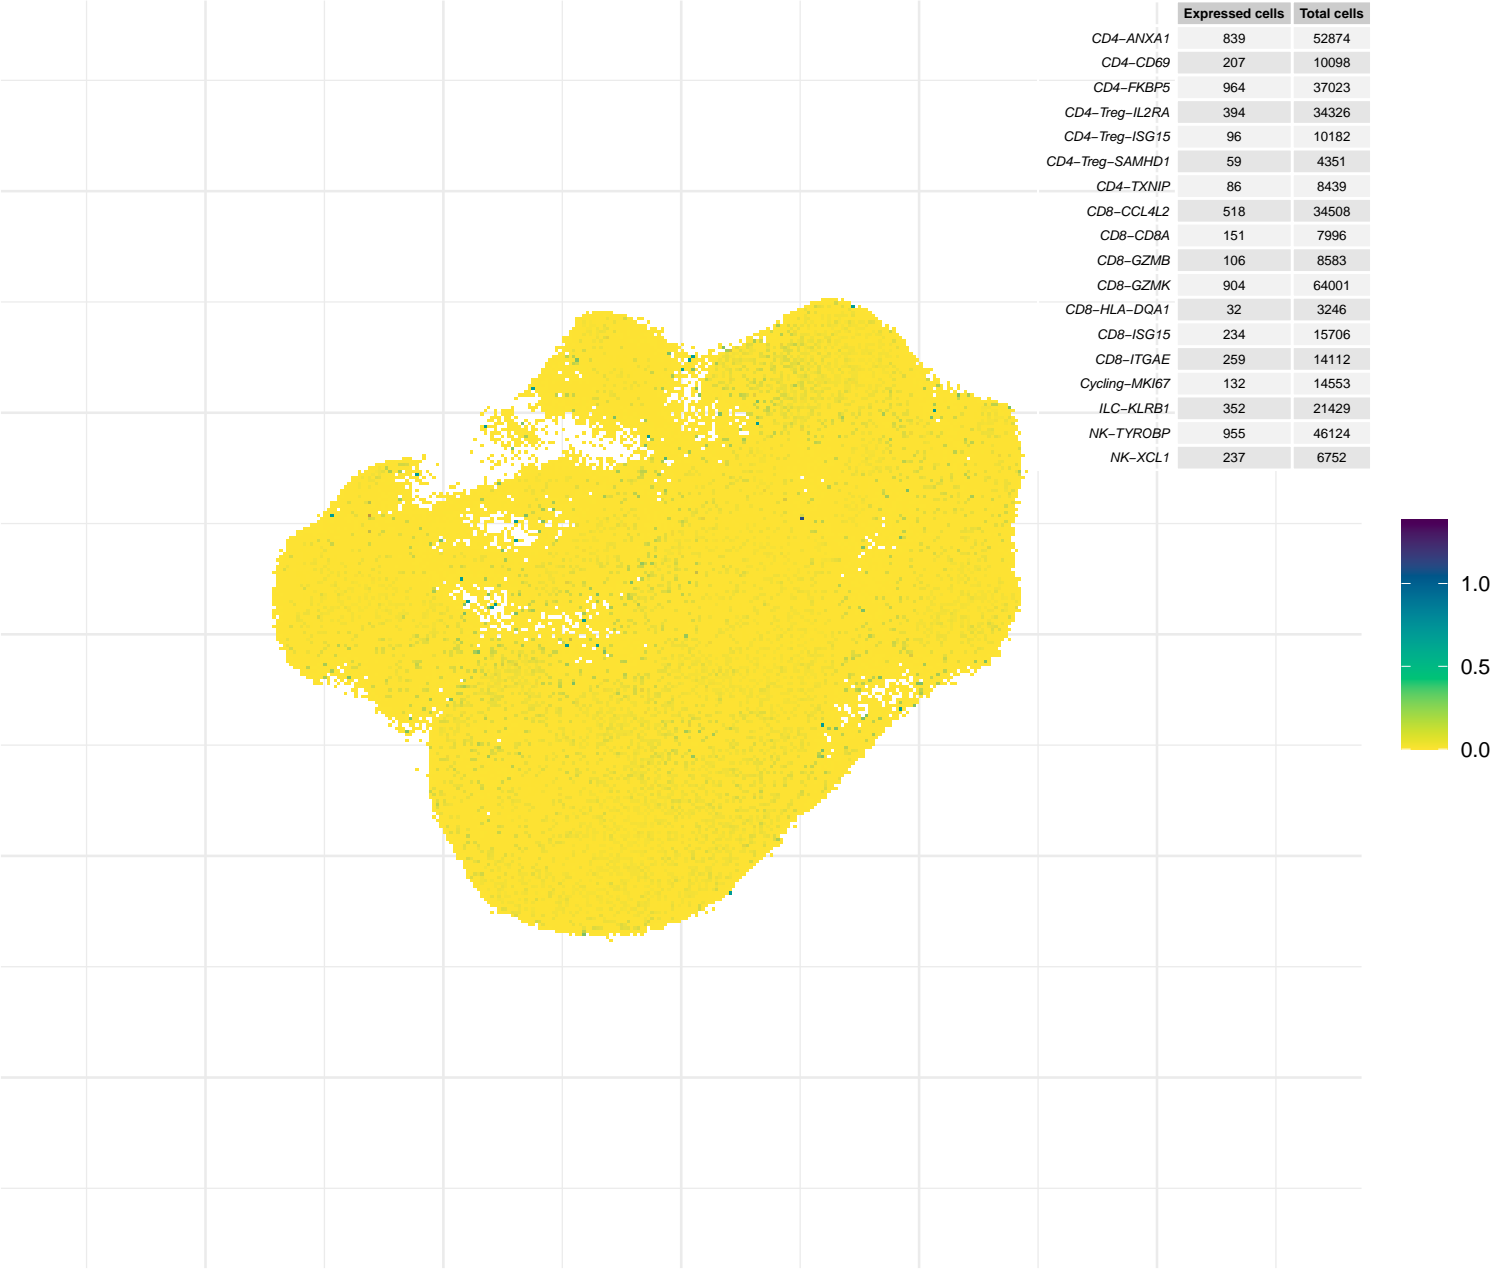 Expressed cells Total cells
CD4−ANXA1 839 52874
CD4−CD69 207 10098
CD4−FKBP5 964 37023
CD4−Treg−IL2RA 394 34326
CD4−Treg−ISG15 96 10182
CD4−Treg−SAMHD1 59 4351
CD4−TXNIP 86 8439
CD8−CCL4L2 518 34508
CD8−CD8A 151 7996
CD8−GZMB 106 8583
CD8−GZMK 904 64001
CD8−HLA−DQA1 32 3246
CD8−ISG15 234 15706
CD8−ITGAE 259 14112
Cycling−MKI67 132 14553
ILC−KLRB1 352 21429
NK−TYROBP 955 46124
NK−XCL1 237 6752
1.0
0.5
0.0